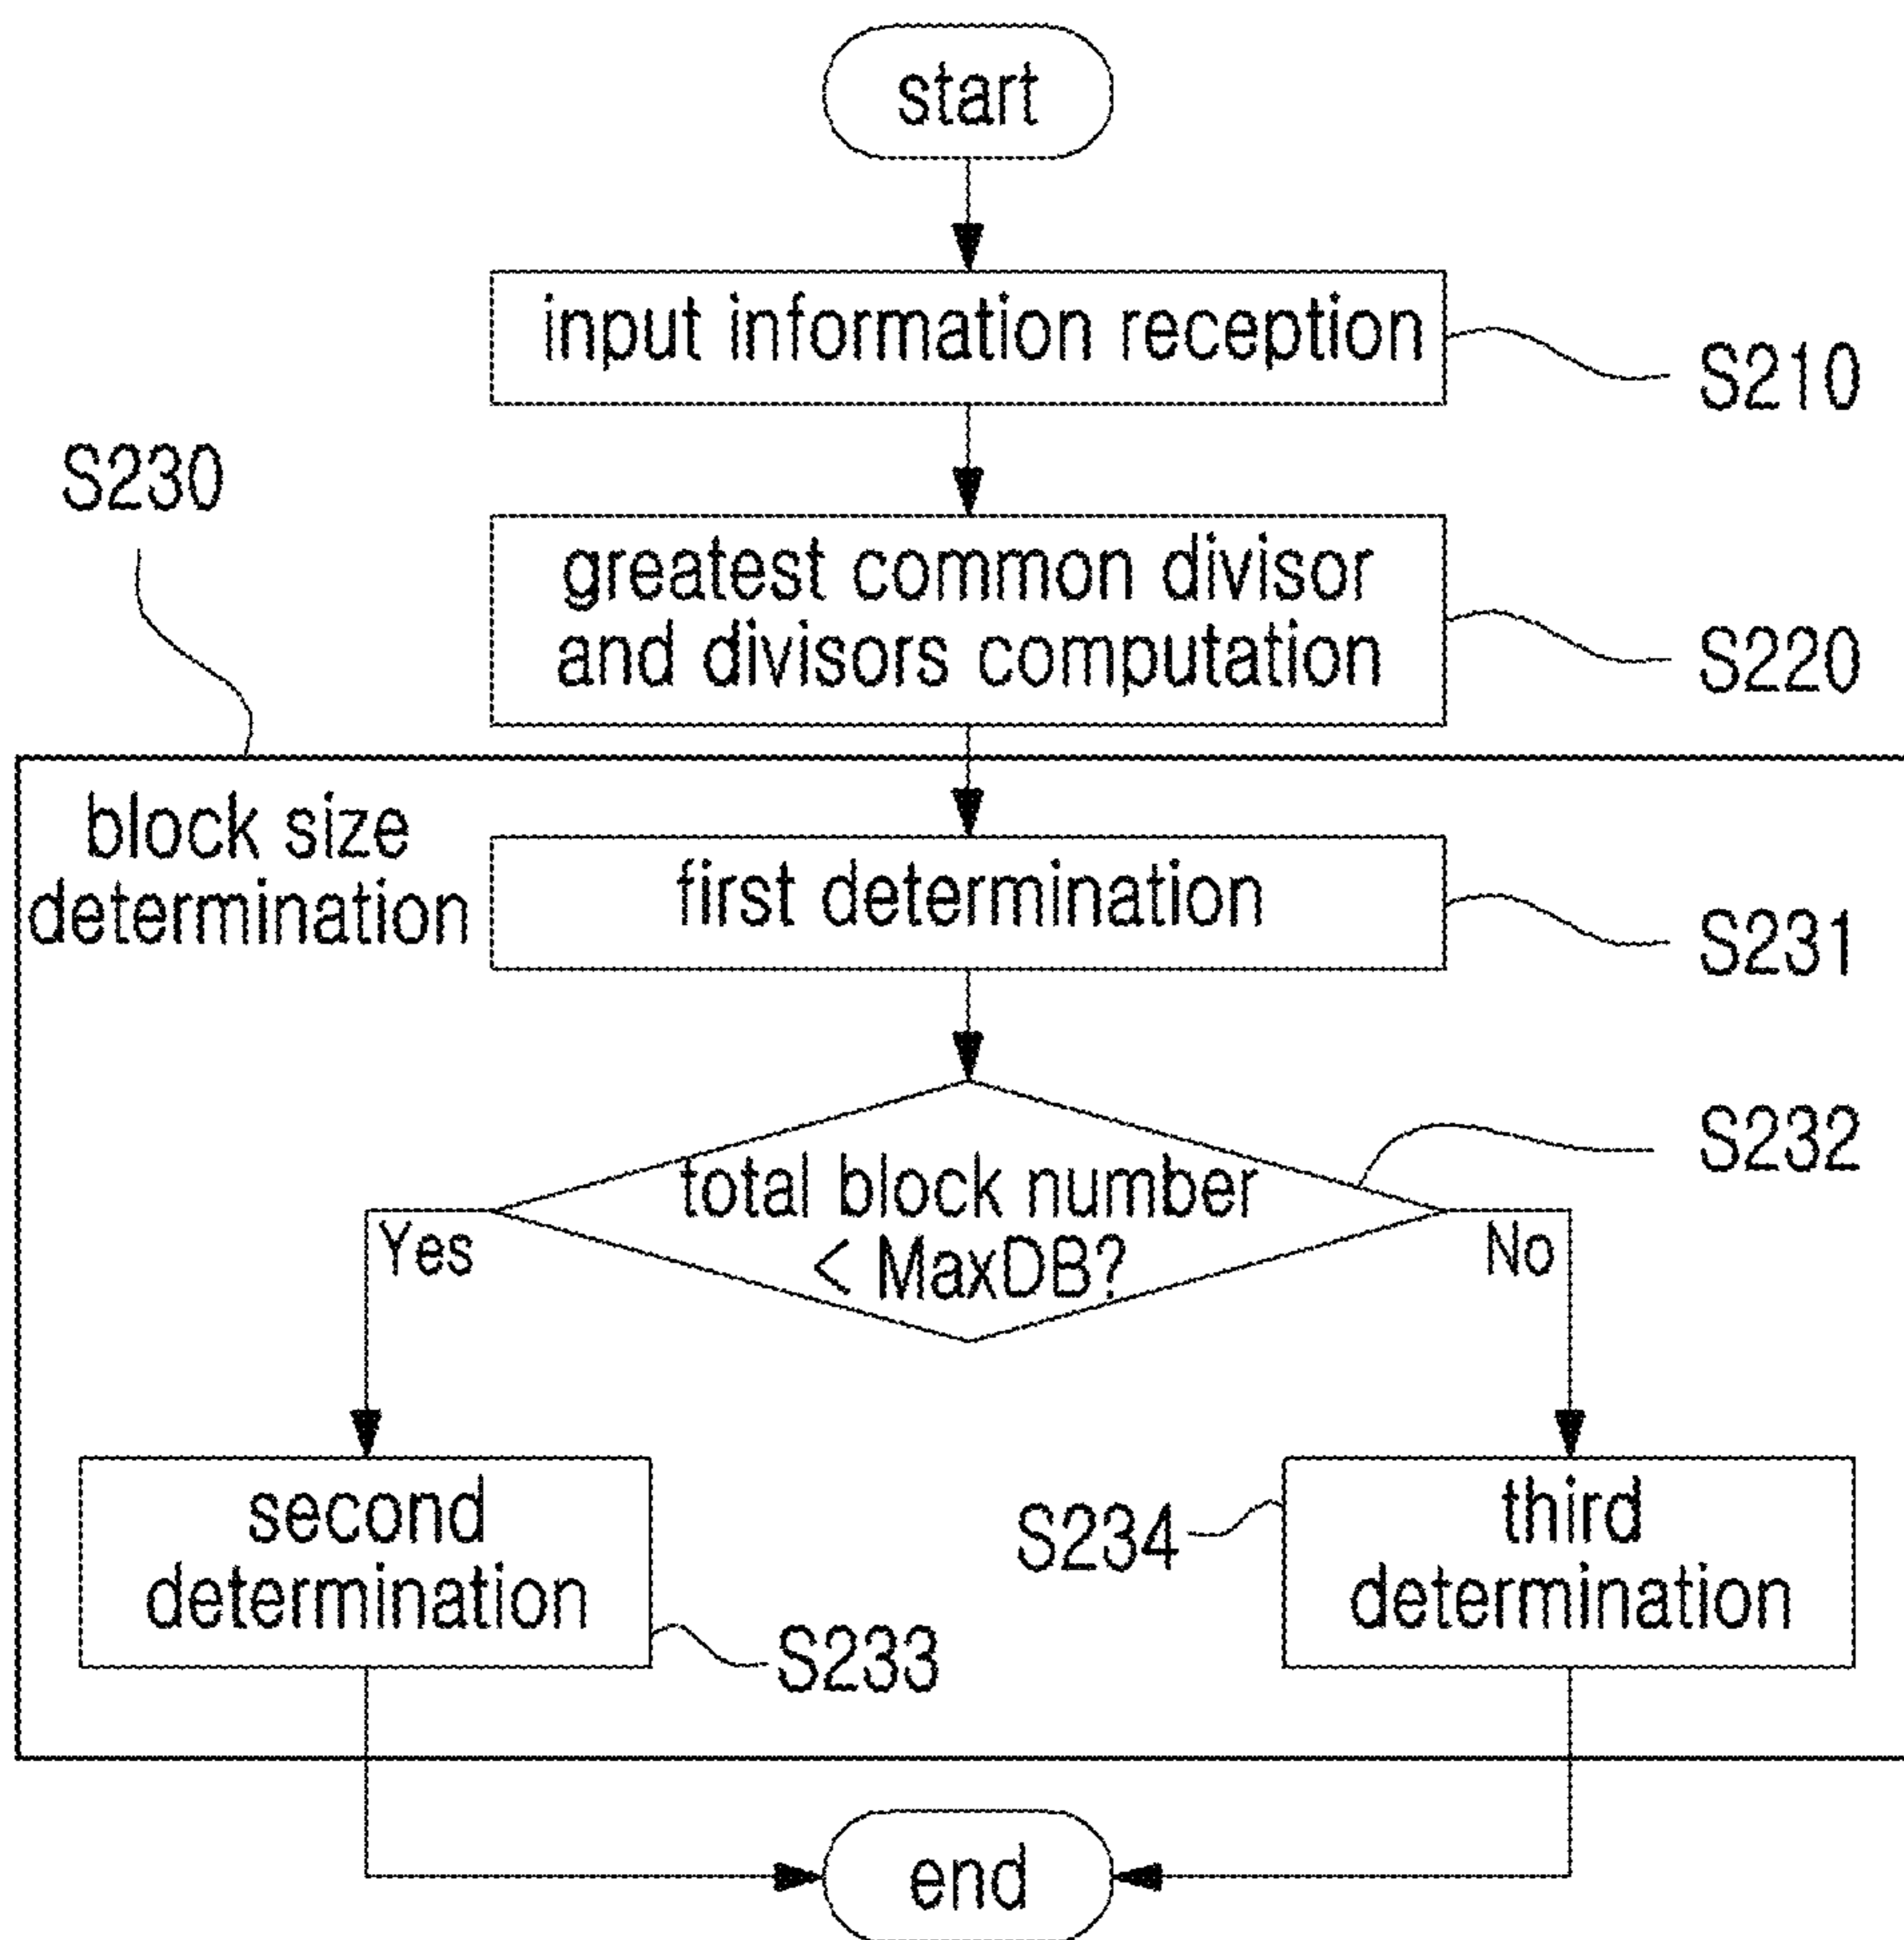 start
input information reception
S210
S230
greatest common divisor
and divisors computation
S220
block size
determination
first determination
S231
S232
total block number
< MaxDB?
Yes
No
second
determination
S233
S234
third
determination
end